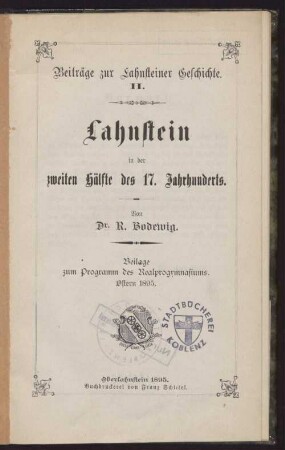 Beiträge zur Lahnsteiner Geschichte.
II.
Lahnstein
in der
zweiten Hälfte des 17. Jahrhunderts.
Von
Dr. R. Bodewig.
Beilage
zum Programm des Realprogymnasiums.
Ostern 1895.
STADTBÜCHEREI
KOBLENZ
Oberlahnstein 1895.
Buchdruckerei von Franz Schickel.